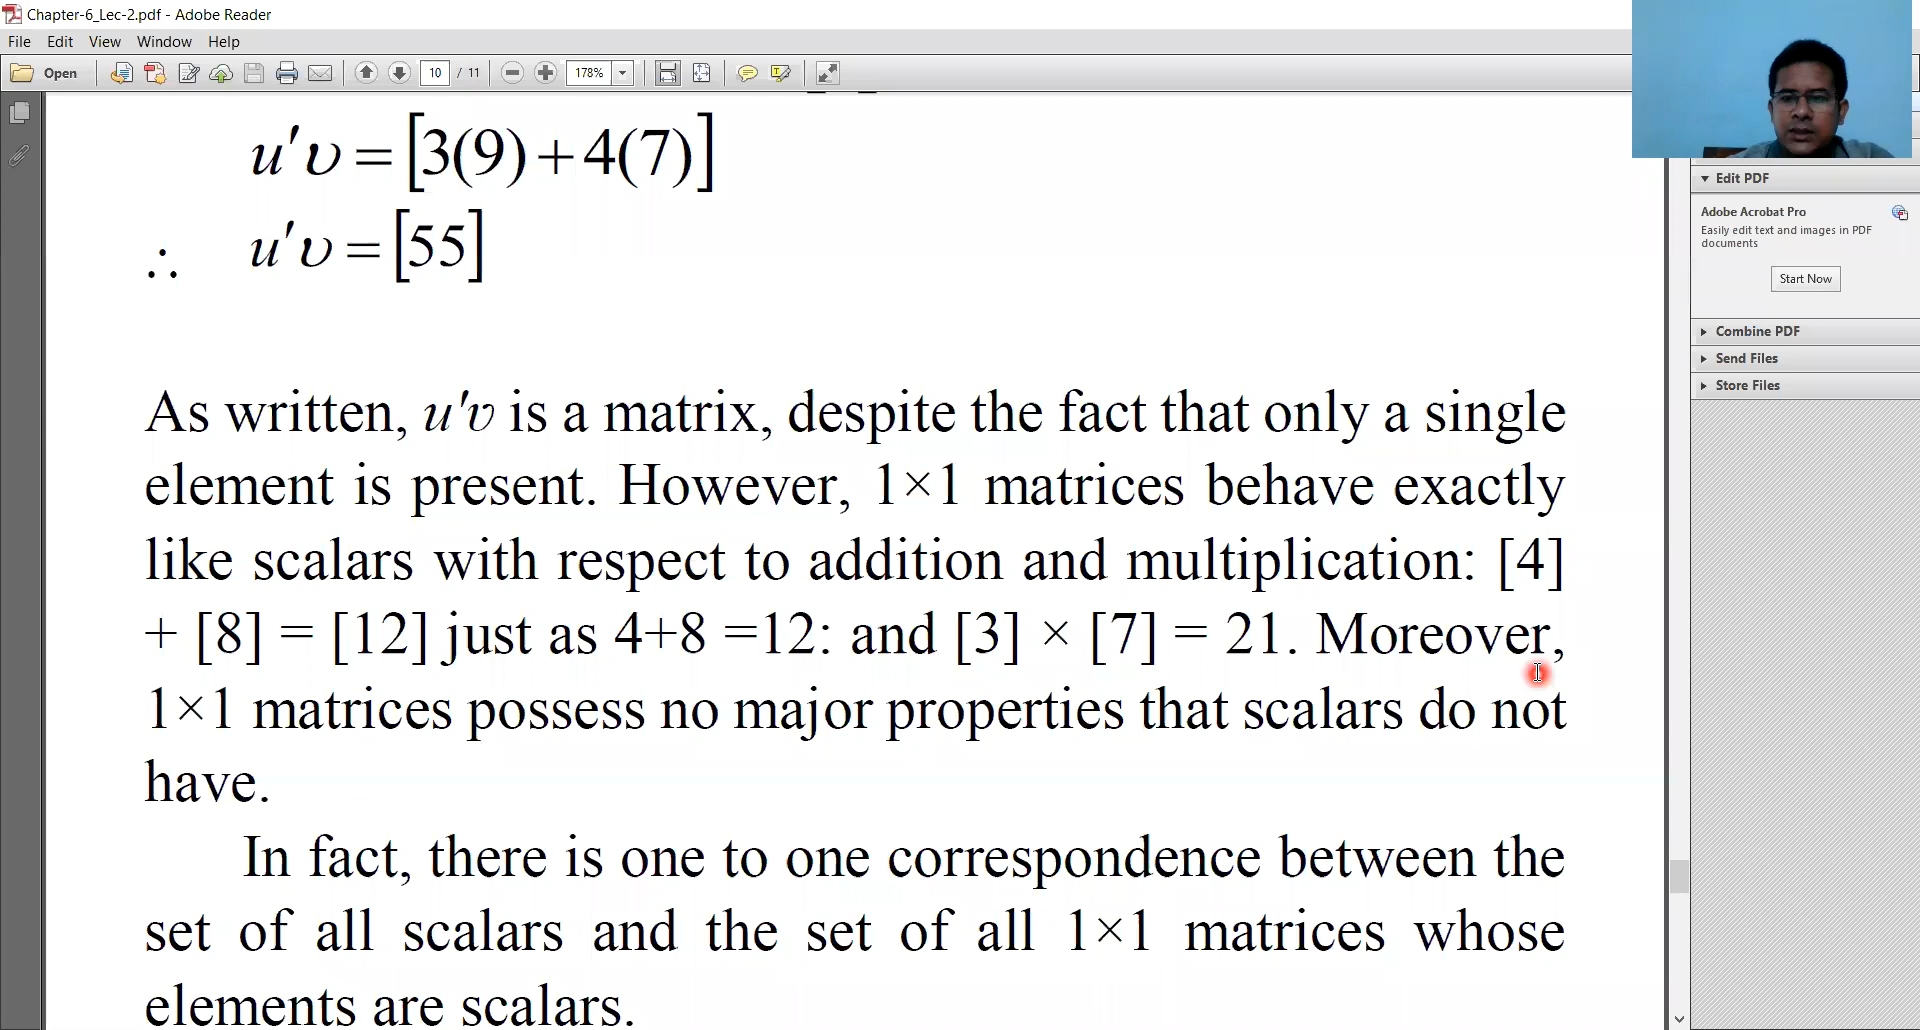 Chapter-6_Lec-2.pdf - Adobe Reader
File Edit View Window Help
Open 10 / 11 178%
u′υ = [3(9) + 4(7)]
∴ u′υ = [55]
As written, u′υ is a matrix, despite the fact that only a single
element is present. However, 1×1 matrices behave exactly
like scalars with respect to addition and multiplication: [4]
+ [8] = [12] just as 4+8 =12: and [3] × [7] = 21. Moreover,
1×1 matrices possess no major properties that scalars do not
have.
In fact, there is one to one correspondence between the
set of all scalars and the set of all 1×1 matrices whose
elements are scalars.
Edit PDF
Adobe Acrobat Pro
Easily edit text and images in PDF
documents
Start Now
Combine PDF
Send Files
Store Files